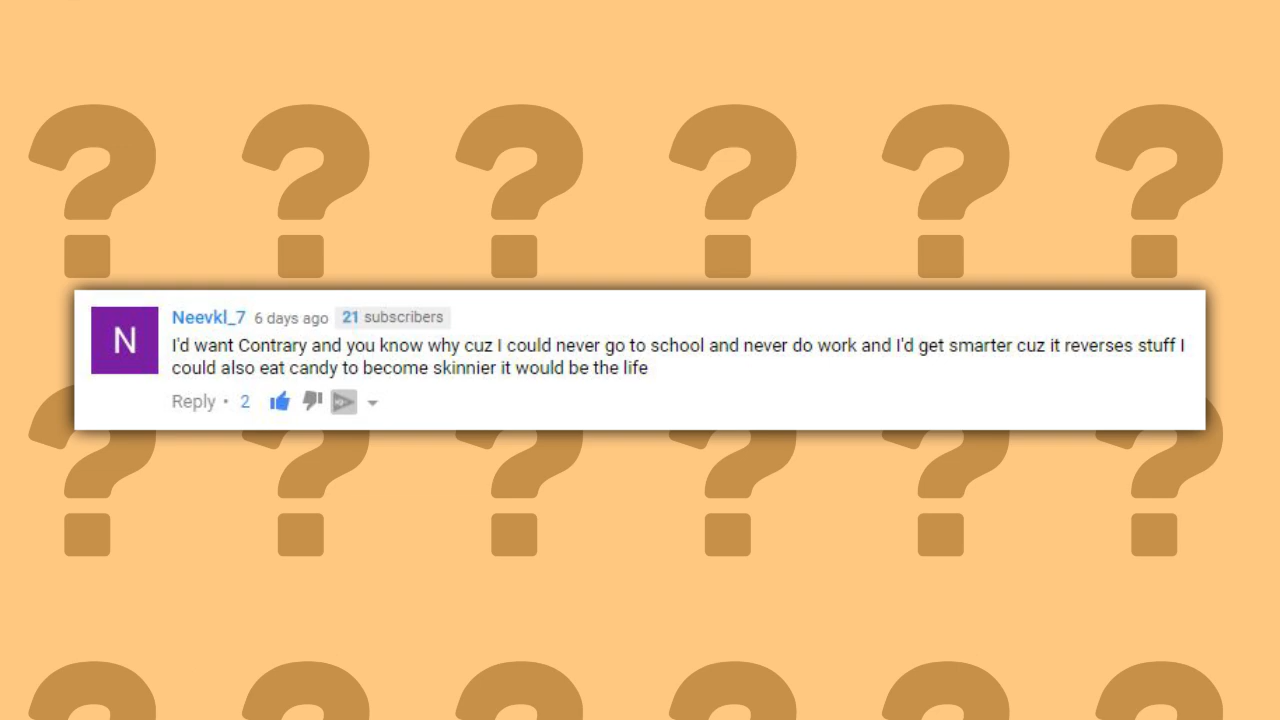 ? ? ? ? ? ?
N
Neevkl_7 6 days ago 21 subscribers
I'd want Contrary and you know why cuz I could never go to school and never do work and I'd get smarter cuz it reverses stuff I
could also eat candy to become skinnier it would be the life
Reply • 2
? ? ? ? ? ?
? ? ? ? ? ?